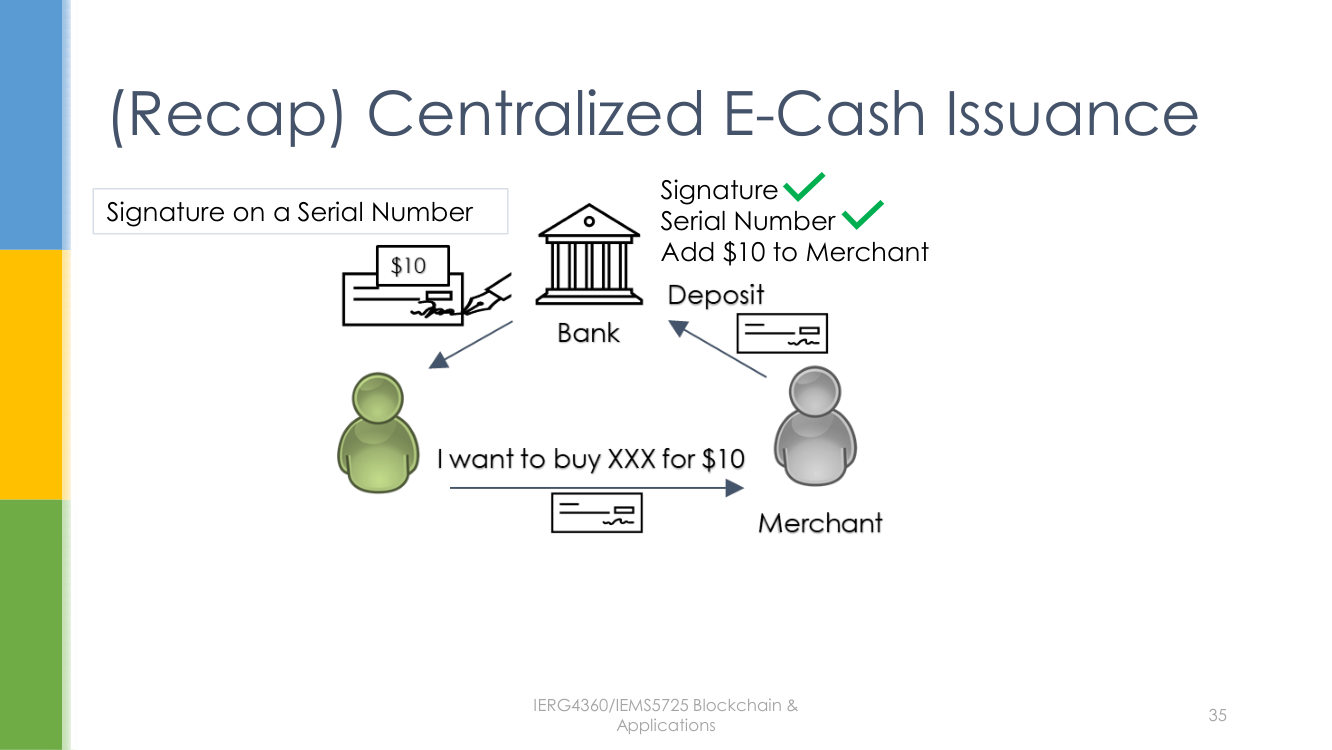 (Recap) Centralized E-Cash Issuance
Signature on a Serial Number
Signature
Serial Number
Add $10 to Merchant
$10
Deposit
Bank
I want to buy XXX for $10
Merchant
IERG4360/IEMS5725 Blockchain &
Applications
35